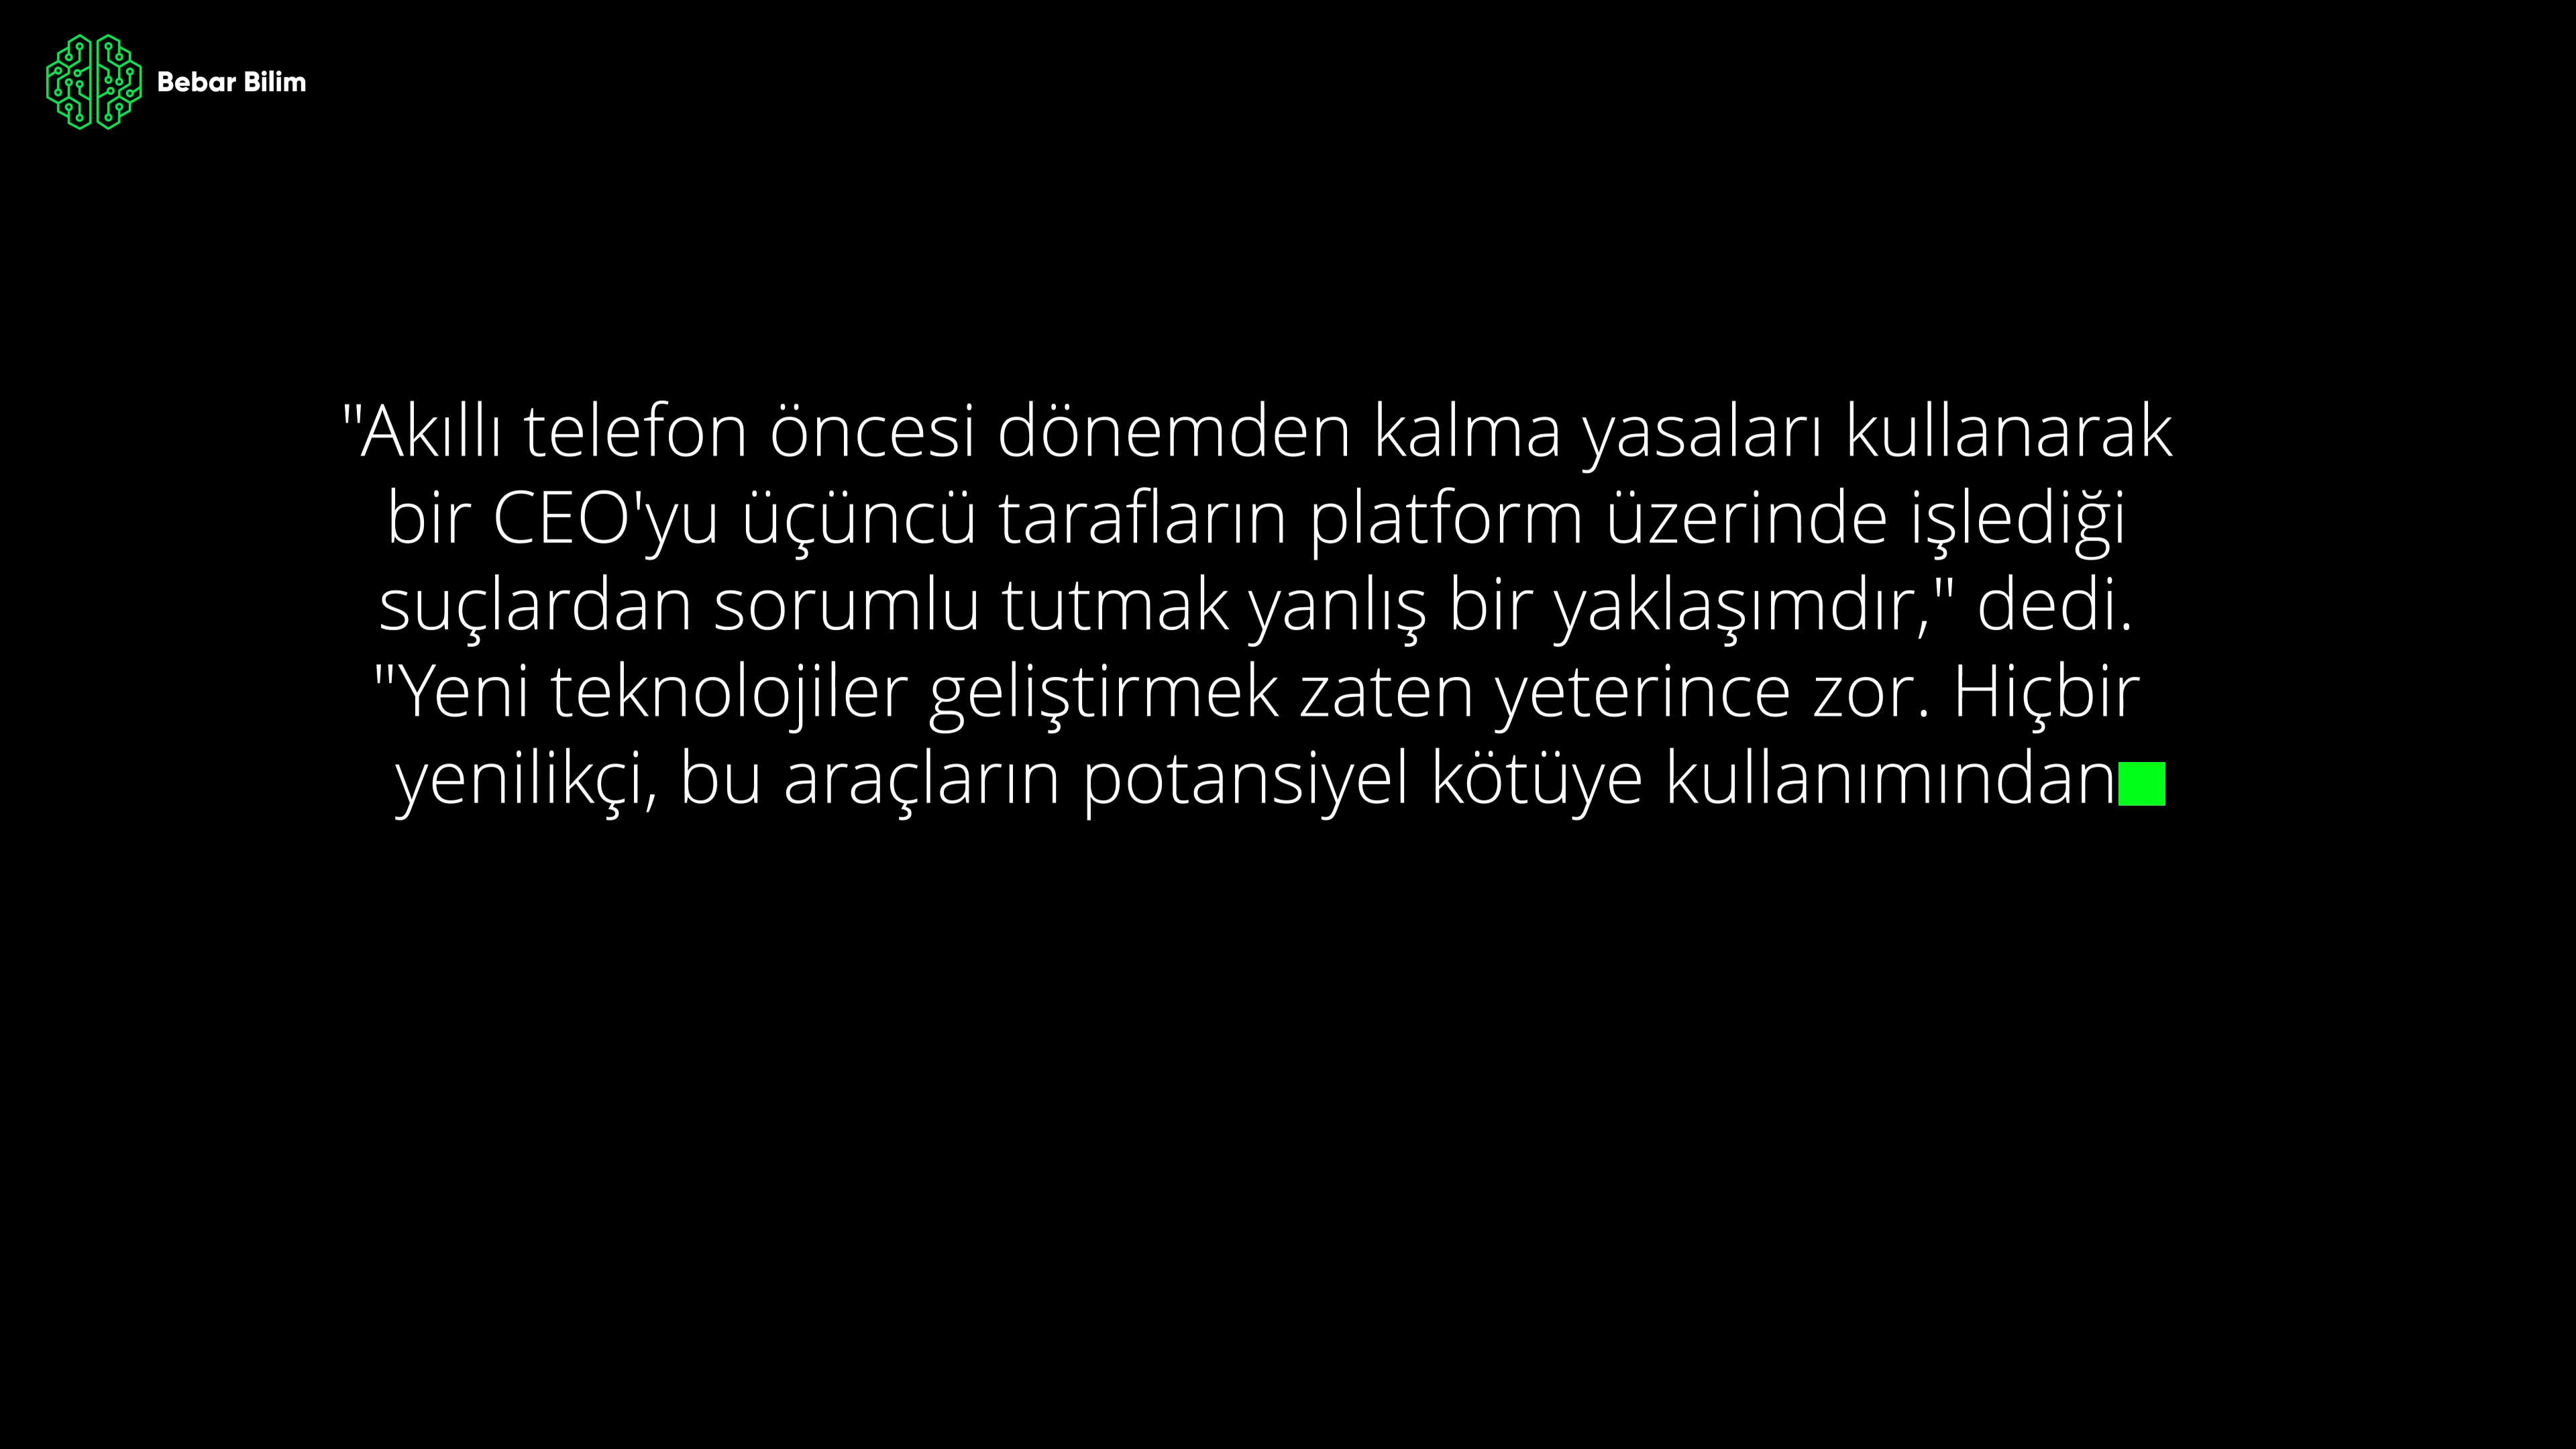 Bebar Bilim
"Akıllı telefon öncesi dönemden kalma yasaları kullanarak
bir CEO'yu üçüncü tarafların platform üzerinde işlediği
suçlardan sorumlu tutmak yanlış bir yaklaşımdır," dedi.
"Yeni teknolojiler geliştirmek zaten yeterince zor. Hiçbir
yenilikçi, bu araçların potansiyel kötüye kullanımından